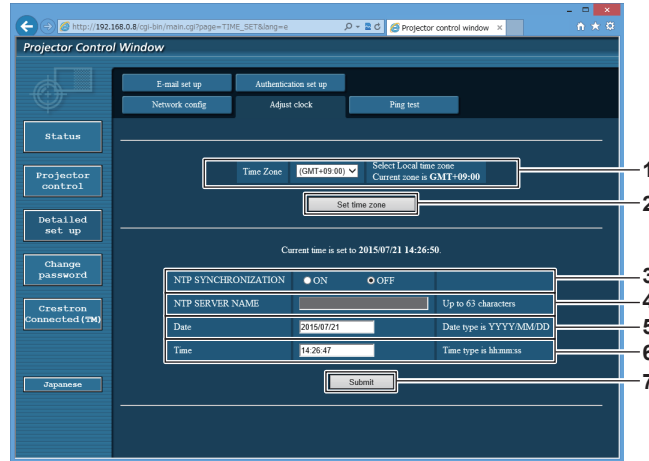 http://192.168.0.8/cgi-bin/main.cgi?page=TIME_SET&lang=e
Projector control window
Projector Control Window
E-mail set up Authentication set up
Network config Adjust clock Ping test
Status
Projector control
Detailed set up
Change password
Crestron Connected(TM)
Japanese
Time Zone (GMT+09:00) Select Local time zone
Current zone is GMT+09:00
1
Set time zone
2
Current time is set to 2015/07/21 14:26:50.
NTP SYNCHRONIZATION ON OFF
3
NTP SERVER NAME Up to 63 characters
4
Date 2015/07/21 Date type is YYYY/MM/DD
5
Time 14:26:47 Time type is hh:mm:ss
6
Submit
7